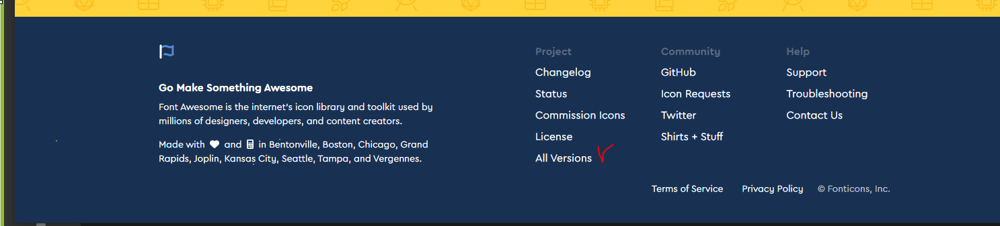 Go Make Something Awesome
Font Awesome is the internet's icon library and toolkit used by
millions of designers, developers, and content creators.
Made with and in Bentonville, Boston, Chicago, Grand
Rapids, Joplin, Kansas City, Seattle, Tampa, and Vergennes.
Project
Changelog
Status
Commission Icons
License
All Versions
Community
GitHub
Icon Requests
Twitter
Shirts + Stuff
Help
Support
Troubleshooting
Contact Us
Terms of Service
Privacy Policy
© Fonticons, Inc.